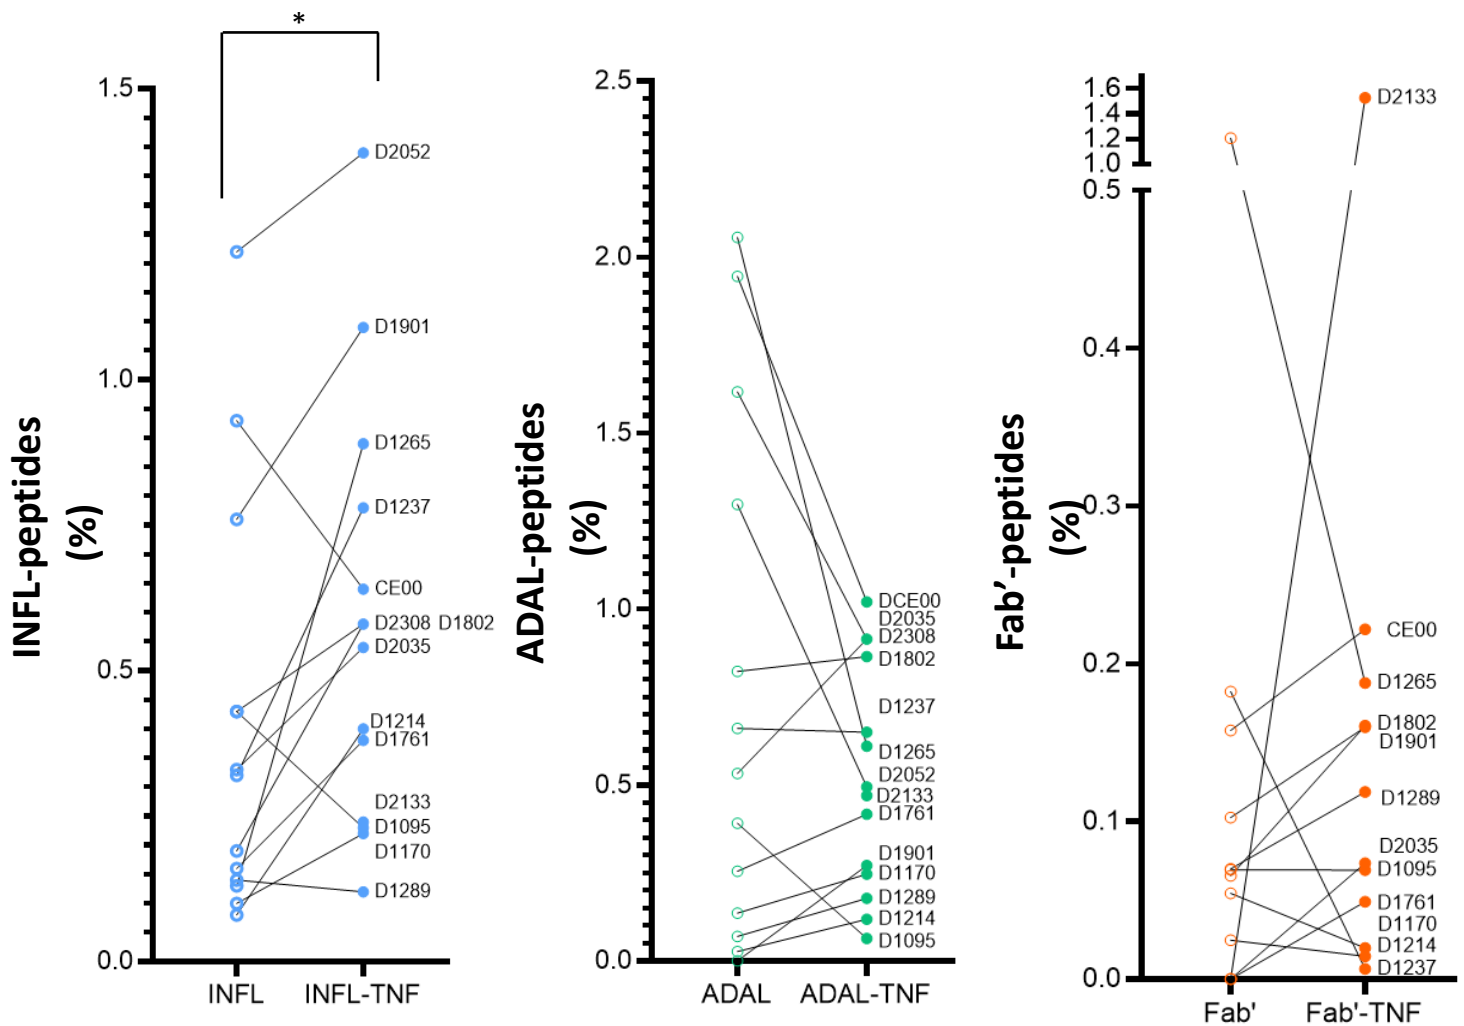 *
INFL-peptides
(%)
1.5
1.0
0.5
0.0
D2052
D1901
D1265
D1237
CE00
D2308 D1802
D2035
D1214
D1761
D2133
D1095
D1170
D1289
INFL
INFL-TNF
ADAL-peptides
(%)
2.5
2.0
1.5
1.0
0.5
0.0
DCE00
D2035
D2308
D1802
D1237
D1265
D2052
D2133
D1761
D1901
D1170
D1289
D1214
D1095
ADAL
ADAL-TNF
Fab’-peptides
(%)
1.6
1.4
1.2
1.0
0.5
0.4
0.3
0.2
0.1
0.0
D2133
CE00
D1265
D1802
D1901
D1289
D2035
D1095
D1761
D1170
D1214
D1237
Fab'
Fab'-TNF